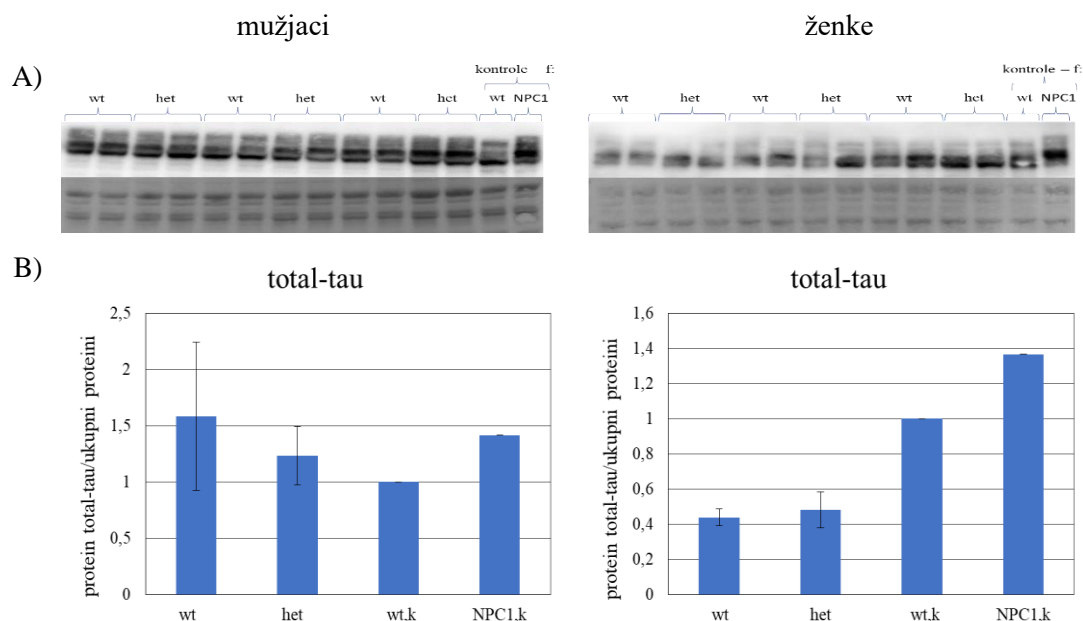 mužjaci
ženke
A)
kontrole f:
wt het wt het wt het wt NPC1
kontrole – f:
wt het wt het wt het wt NPC1
B)
total-tau
protein total-tau/ukupni proteini
2,5
2
1,5
1
0,5
0
wt het wt.k NPC1.k
total-tau
protein total-tau/ukupni proteini
1,6
1,4
1,2
1
0,8
0,6
0,4
0,2
0
wt het wt.k NPC1.k